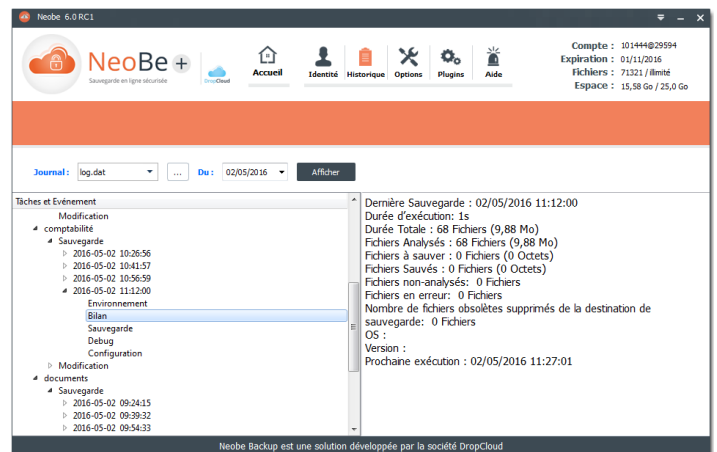 Neobe 6.0 RC1
NeoBe +
Sauvegarde en ligne sécurisée
DropCloud
Accueil
Identité
Historique
Options
Plugins
Aide
Compte : 101444@29594
Expiration : 01/11/2016
Fichiers : 71321 / illimité
Espace : 15,58 Go / 25,0 Go
Journal : log.dat ... Du : 02/05/2016 Afficher
Tâches et Evénement
Modification
comptabilité
Sauvegarde
2016-05-02 10:26:56
2016-05-02 10:41:57
2016-05-02 10:56:59
2016-05-02 11:12:00
Environnement
Bilan
Sauvegarde
Debug
Configuration
Modification
documents
Sauvegarde
2016-05-02 09:24:15
2016-05-02 09:39:32
2016-05-02 09:54:33
Dernière Sauvegarde : 02/05/2016 11:12:00
Durée d'exécution: 1s
Durée Totale : 68 Fichiers (9,88 Mo)
Fichiers Analysés : 68 Fichiers (9,88 Mo)
Fichiers à sauver : 0 Fichiers (0 Octets)
Fichiers Sauvés : 0 Fichiers (0 Octets)
Fichiers non-analysés: 0 Fichiers
Fichiers en erreur: 0 Fichiers
Nombre de fichiers obsolètes supprimés de la destination de
sauvegarde: 0 Fichiers
OS :
Version :
Prochaine exécution : 02/05/2016 11:27:01
Neobe Backup est une solution développée par la société DropCloud